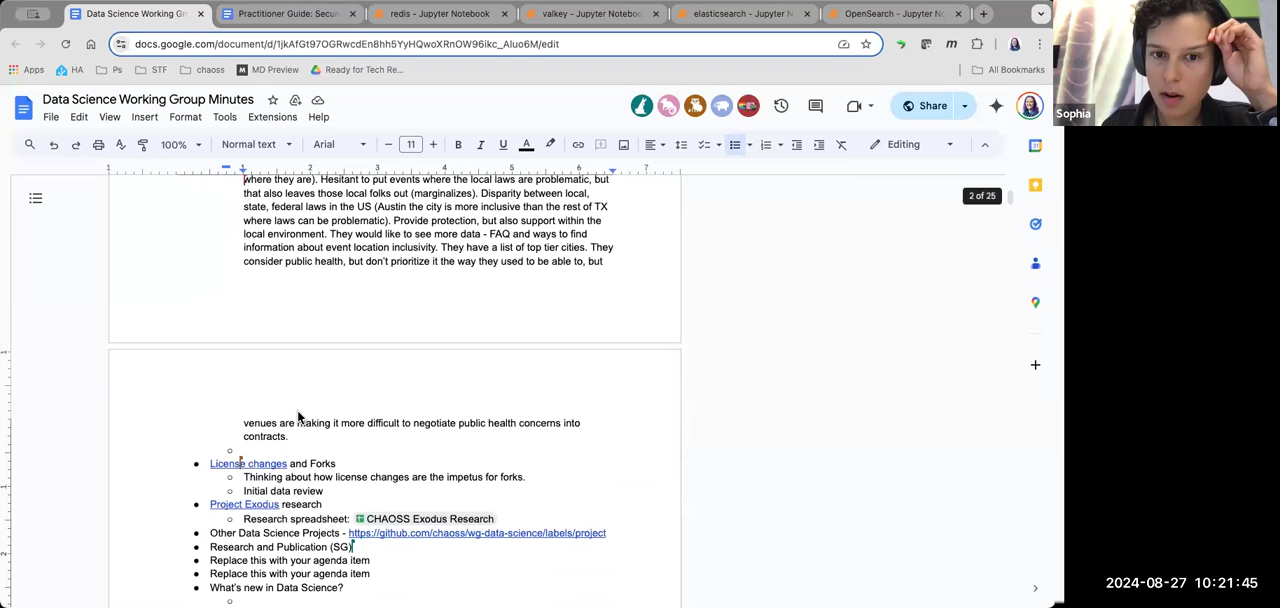 Data Science Working Gr
Practitioner Guide: Secu
redis - Jupyter Notebook
valkey - Jupyter Noteboo
elasticsearch - Jupyter N
OpenSearch - Jupyter No
docs.google.com/document/d/1jkAfGt97OGRwcdEn8hh5YyHQwoXRnOW96ikc_Aluo6M/edit
Apps
HA
Ps
STF
chaoss
MD Preview
Ready for Tech Re...
All Bookmarks
Sophia
Data Science Working Group Minutes
Share
File Edit View Insert Format Tools Extensions Help
100%
Normal text
Arial
11
Editing
1 1 2 3 4 5 6 7
2 of 25
where they are). Hesitant to put events where the local laws are problematic, but
that also leaves those local folks out (marginalizes). Disparity between local,
state, federal laws in the US (Austin the city is more inclusive than the rest of TX
where laws can be problematic). Provide protection, but also support within the
local environment. They would like to see more data - FAQ and ways to find
information about event location inclusivity. They have a list of top tier cities. They
consider public health, but don't prioritize it the way they used to be able to, but
venues are making it more difficult to negotiate public health concerns into
contracts.
License changes and Forks
Thinking about how license changes are the impetus for forks.
Initial data review
Project Exodus research
Research spreadsheet: CHAOSS Exodus Research
Other Data Science Projects - https://github.com/chaoss/wg-data-science/labels/project
Research and Publication (SG)
Replace this with your agenda item
Replace this with your agenda item
What's new in Data Science?
2024-08-27 10:21:45